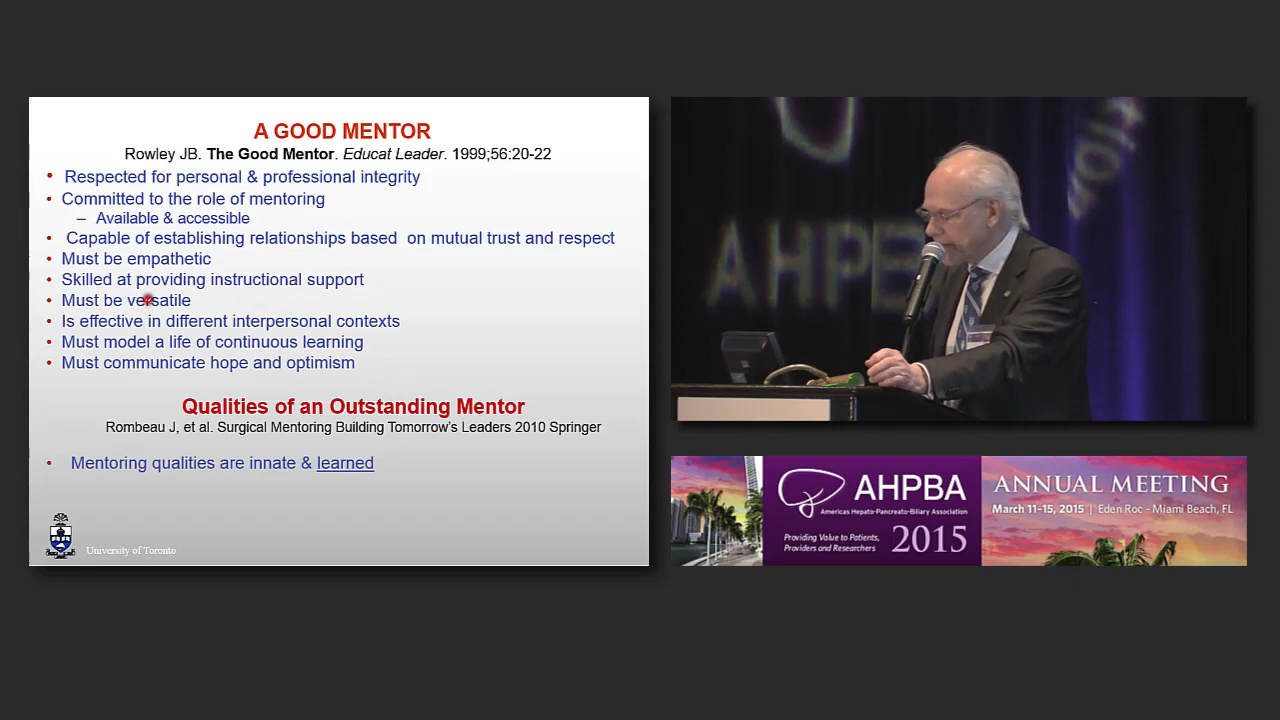 A GOOD MENTOR
Rowley JB. The Good Mentor. Educat Leader. 1999;56:20-22
• Respected for personal & professional integrity
• Committed to the role of mentoring
– Available & accessible
• Capable of establishing relationships based on mutual trust and respect
• Must be empathetic
• Skilled at providing instructional support
• Must be versatile
• Is effective in different interpersonal contexts
• Must model a life of continuous learning
• Must communicate hope and optimism
Qualities of an Outstanding Mentor
Rombeau J, et al. Surgical Mentoring Building Tomorrow's Leaders 2010 Springer
• Mentoring qualities are innate & learned
University of Toronto
AHPB
AHPBA
Americas Hepato-Pancreato-Biliary Association
Providing Value to Patients,
Providers and Researchers
2015
ANNUAL MEETING
March 11-15, 2015 | Eden Roc - Miami Beach, FL